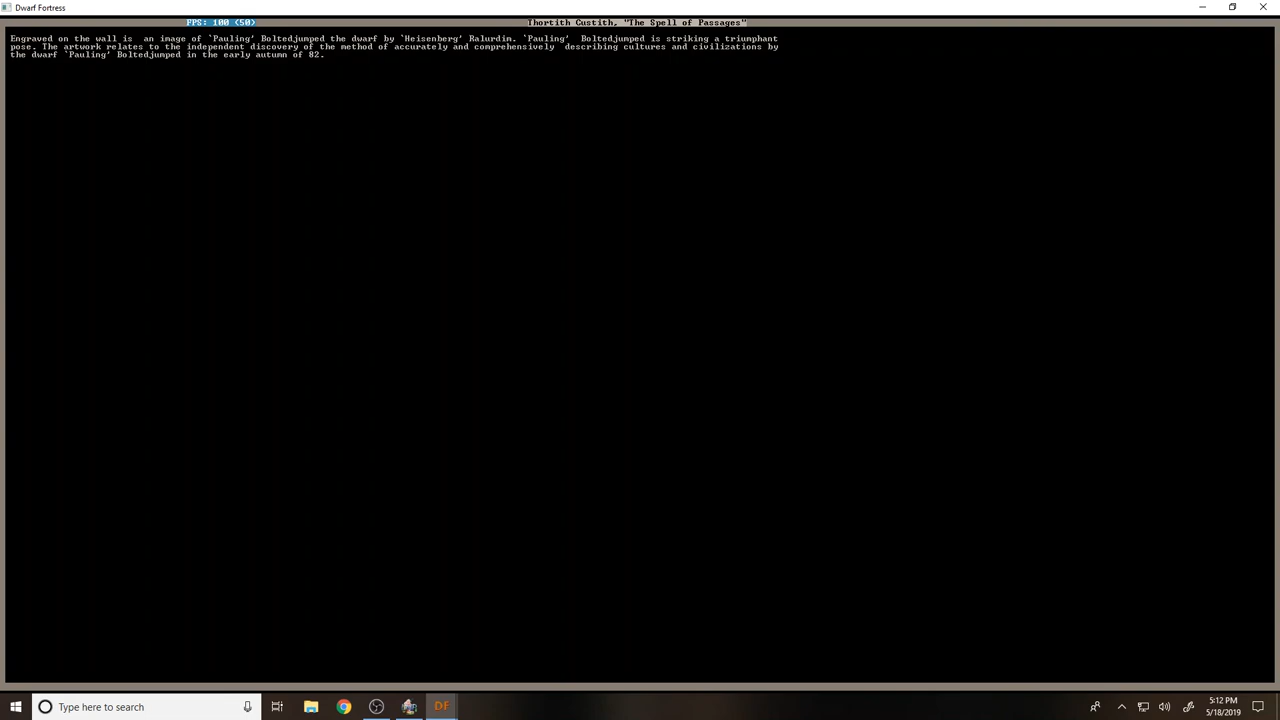 Dwarf Fortress
FPS: 100 (50)
Thortith Custith, "The Spell of Passages"
Engraved on the wall is an image of `Pauling' Boltedjumped the dwarf by `Heisenberg' Ralurdim. `Pauling' Boltedjumped is striking a triumphant
pose. The artwork relates to the independent discovery of the method of accurately and comprehensively describing cultures and civilizations by
the dwarf `Pauling' Boltedjumped in the early autumn of 82.
Type here to search
DF
5:12 PM
5/18/2019